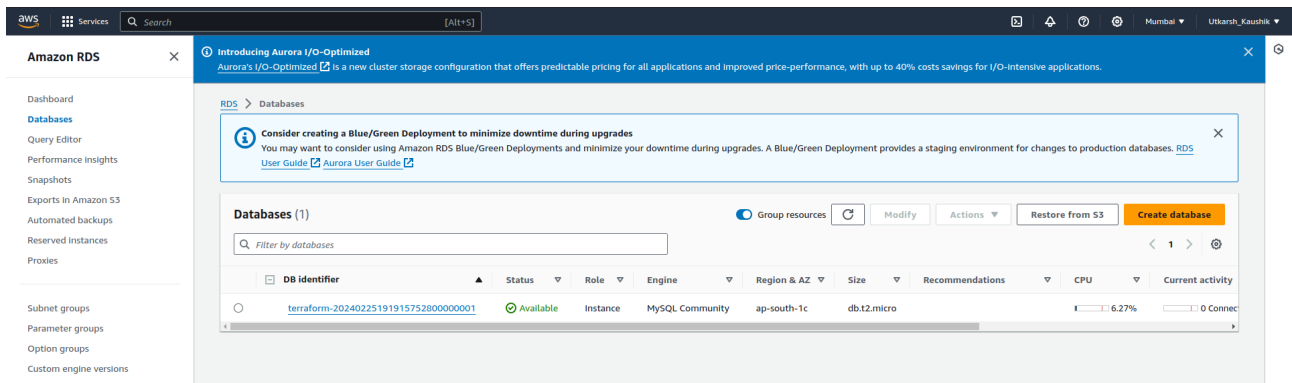 aws Services Search [Alt+S] Mumbai ▼ Utkarsh_Kaushik ▼
Amazon RDS
Dashboard
Databases
Query Editor
Performance insights
Snapshots
Exports in Amazon S3
Automated backups
Reserved instances
Proxies
Subnet groups
Parameter groups
Option groups
Custom engine versions
Introducing Aurora I/O-Optimized
Aurora's I/O-Optimized is a new cluster storage configuration that offers predictable pricing for all applications and improved price-performance, with up to 40% costs savings for I/O-intensive applications.
RDS > Databases
Consider creating a Blue/Green Deployment to minimize downtime during upgrades
You may want to consider using Amazon RDS Blue/Green Deployments and minimize your downtime during upgrades. A Blue/Green Deployment provides a staging environment for changes to production databases. RDS
User Guide Aurora User Guide
Databases (1) Group resources Modify Actions ▼ Restore from S3 Create database
Filter by databases < 1 >
DB identifier Status Role Engine Region & AZ Size Recommendations CPU Current activity
terraform-20240225191915752800000001 Available Instance MySQL Community ap-south-1c db.t2.micro 6.27% 0 Connec